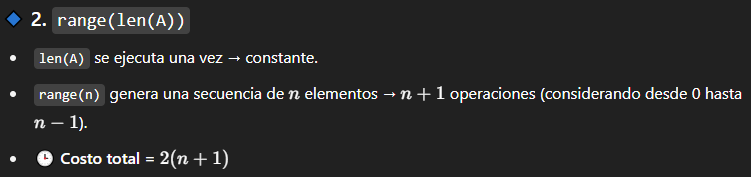 🔹 2. range(len(A))
• len(A) se ejecuta una vez → constante.
• range(n) genera una secuencia de n elementos → n + 1 operaciones (considerando desde 0 hasta
n − 1).
• 🕒 Costo total = 2(n + 1)